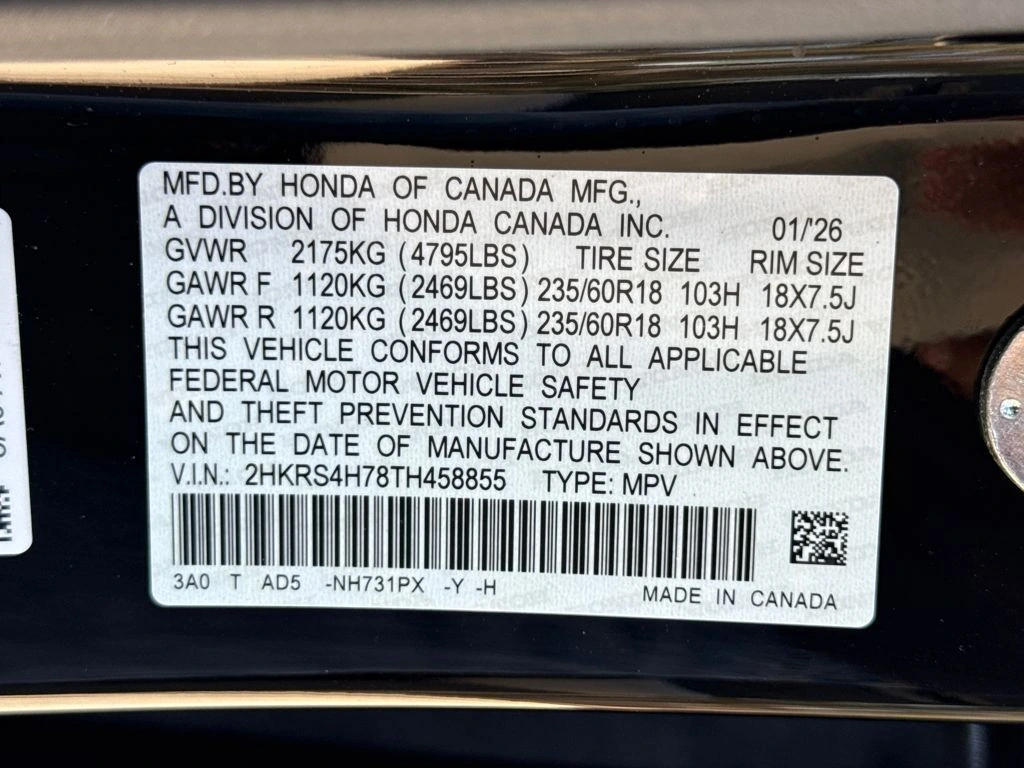 MFD.BY HONDA OF CANADA MFG.,
A DIVISION OF HONDA CANADA INC. 01/'26
GVWR 2175KG (4795LBS) TIRE SIZE RIM SIZE
GAWR F 1120KG (2469LBS) 235/60R18 103H 18X7.5J
GAWR R 1120KG (2469LBS) 235/60R18 103H 18X7.5J
THIS VEHICLE CONFORMS TO ALL APPLICABLE
FEDERAL MOTOR VEHICLE SAFETY
AND THEFT PREVENTION STANDARDS IN EFFECT
ON THE DATE OF MANUFACTURE SHOWN ABOVE.
V.I.N.: 2HKRS4H78TH458855 TYPE: MPV
3A0 T AD5 -NH731PX -Y -H MADE IN CANADA